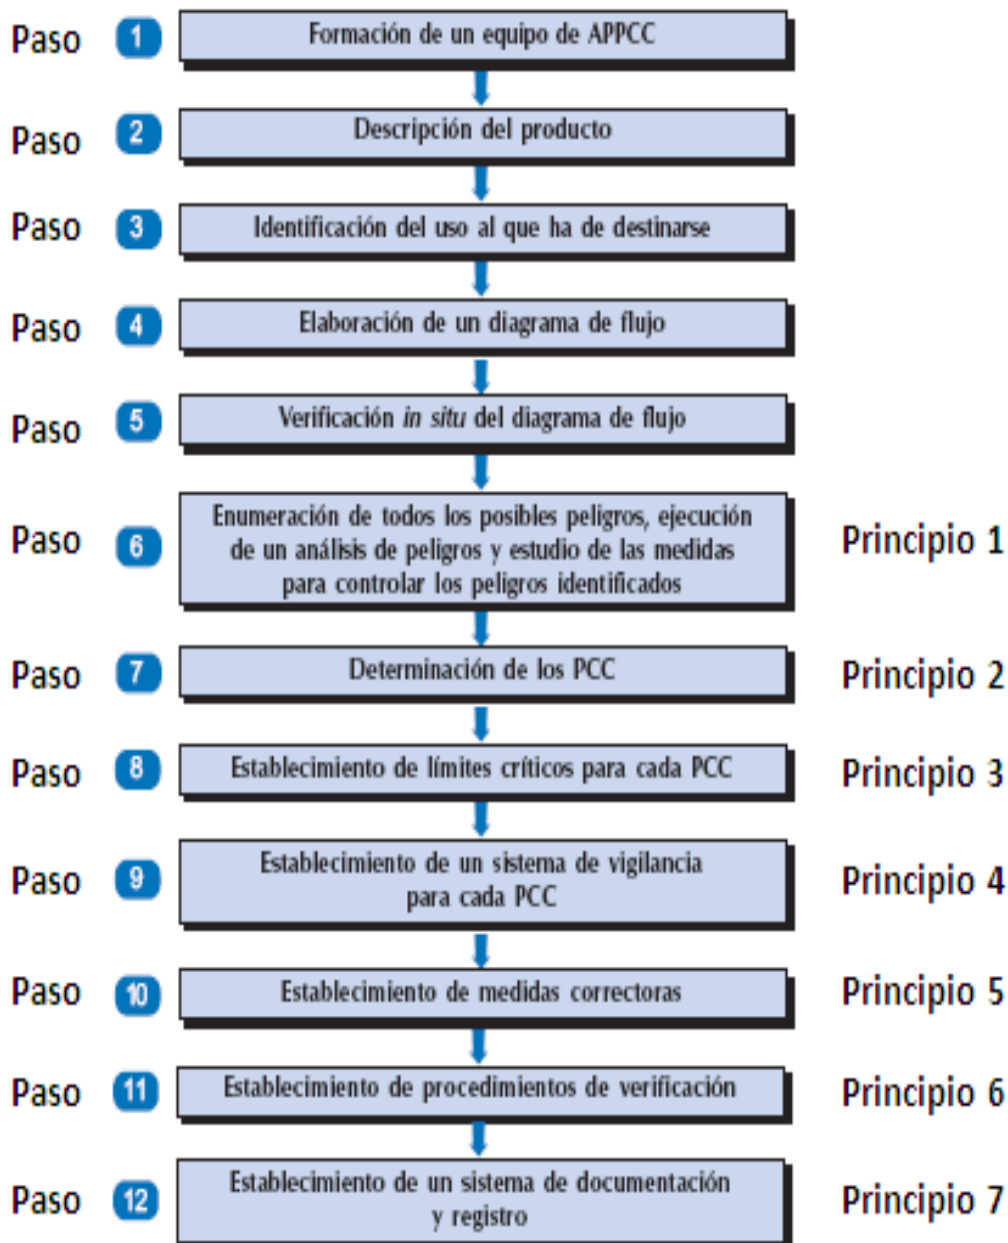 Paso 1 Formación de un equipo de APPCC
Paso 2 Descripción del producto
Paso 3 Identificación del uso al que ha de destinarse
Paso 4 Elaboración de un diagrama de flujo
Paso 5 Verificación in situ del diagrama de flujo
Enumeración de todos los posibles peligros, ejecución
Paso 6 de un análisis de peligros y estudio de las medidas Principio 1
para controlar los peligros identificados
Paso 7 Determinación de los PCC Principio 2
Paso 8 Establecimiento de límites críticos para cada PCC Principio 3
Paso 9 Establecimiento de un sistema de vigilancia Principio 4
para cada PCC
Paso 10 Establecimiento de medidas correctoras Principio 5
Paso 11 Establecimiento de procedimientos de verificación Principio 6
Paso 12 Establecimiento de un sistema de documentación Principio 7
y registro